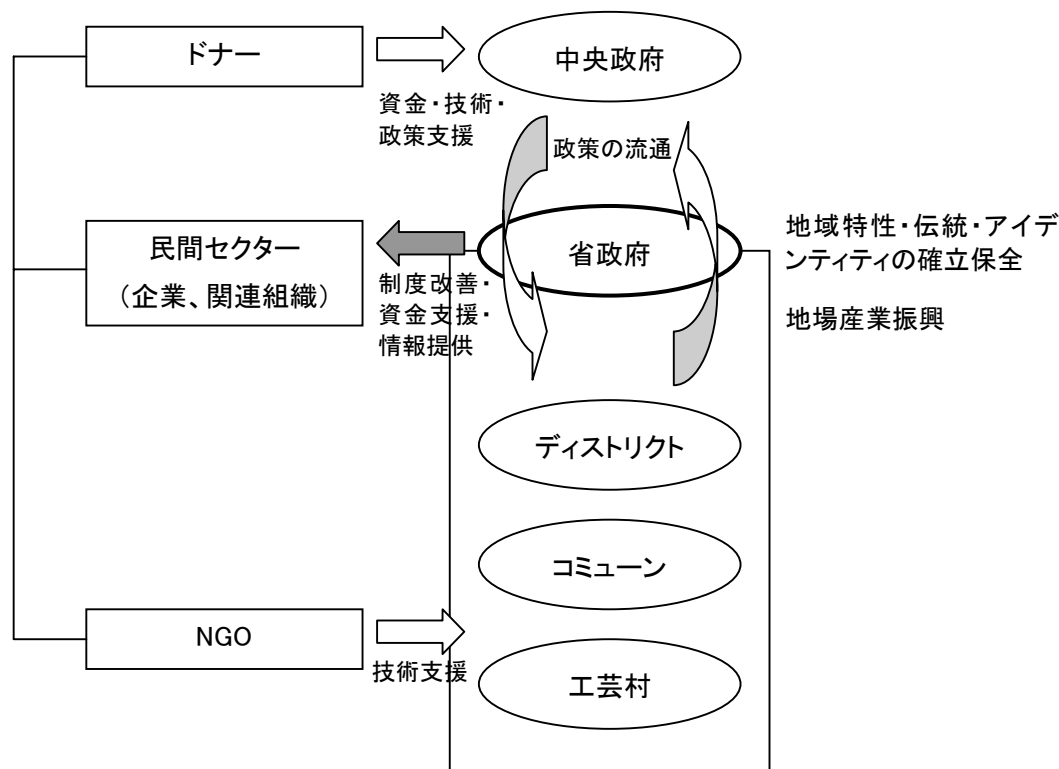 ドナー
中央政府
資金・技術・
政策支援
政策の流通
民間セクター
（企業、関連組織）
省政府
地域特性・伝統・アイデ
ンティティの確立保全
制度改善・
資金支援・
情報提供
地場産業振興
ディストリクト
コミューン
NGO
技術支援
工芸村